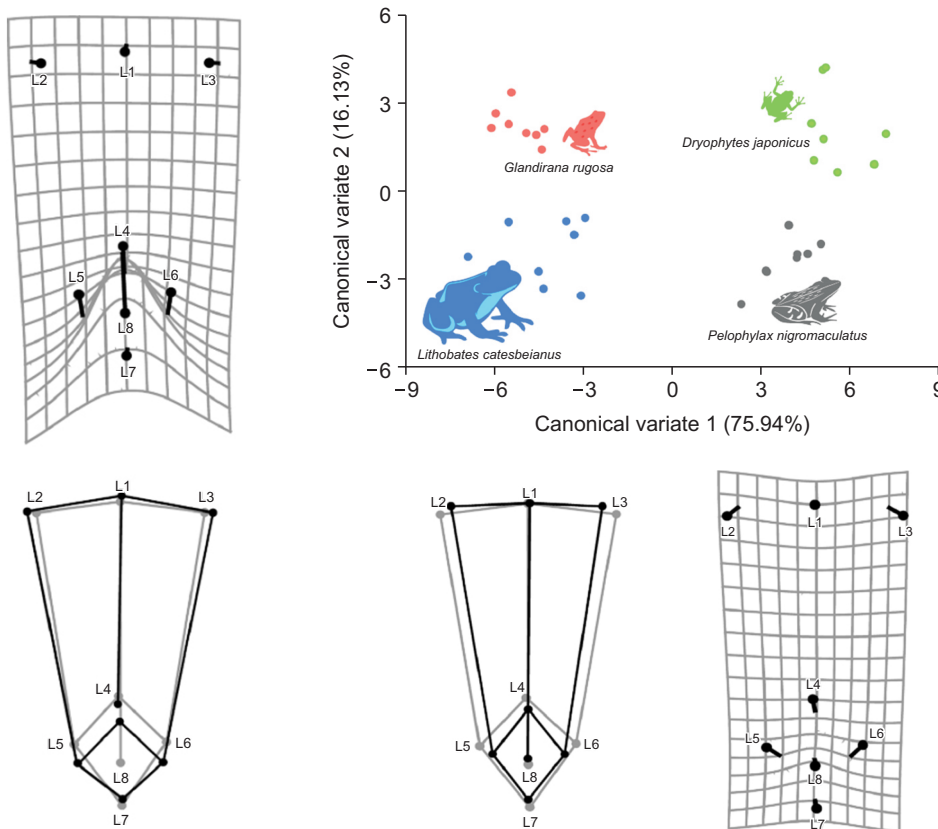 L1
L2
L3
L4
L5
L6
L8
L7
6
3
0
−3
−6
Canonical variate 2 (16.13%)
Glandirana rugosa
Dryophytes japonicus
Lithobates catesbeianus
Pelophylax nigromaculatus
−9
−6
−3
0
3
6
9
Canonical variate 1 (75.94%)
L1
L2
L3
L4
L5
L6
L8
L7
L1
L2
L3
L4
L5
L6
L8
L7
L1
L2
L3
L4
L5
L6
L8
L7